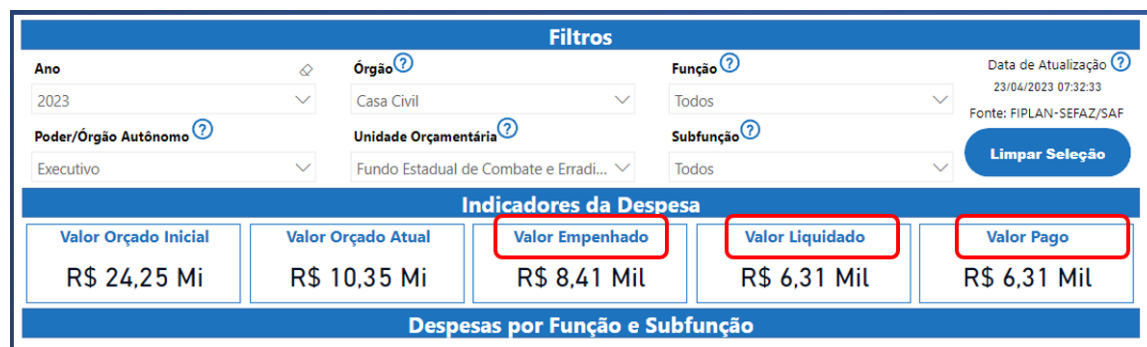 Filtros
Ano
2023
Órgão ?
Casa Civil
Função ?
Todos
Data de Atualização ?
23/04/2023 07:32:33
Fonte: FIPLAN-SEFAZ/SAF
Poder/Órgão Autônomo ?
Executivo
Unidade Orçamentária ?
Fundo Estadual de Combate e Erradi...
Subfunção ?
Todos
Limpar Seleção
Indicadores da Despesa
Valor Orçado Inicial
R$ 24,25 Mi
Valor Orçado Atual
R$ 10,35 Mi
Valor Empenhado
R$ 8,41 Mil
Valor Liquidado
R$ 6,31 Mil
Valor Pago
R$ 6,31 Mil
Despesas por Função e Subfunção